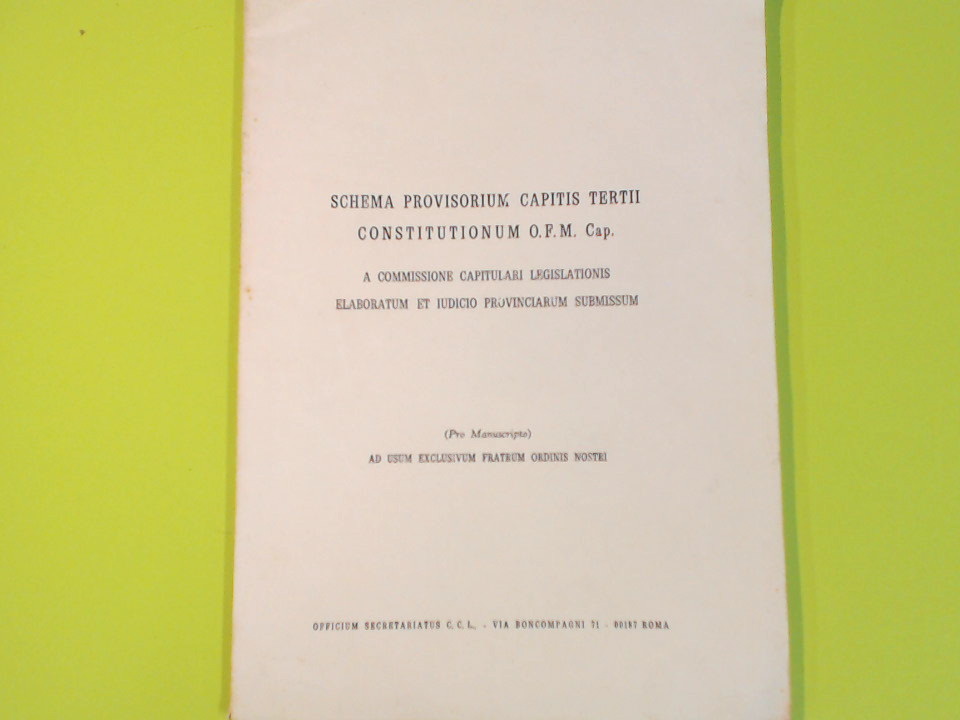 SCHEMA PROVISORIUM CAPITIS TERTII
CONSTITUTIONUM O.F.M. Cap.
A COMMISSIONE CAPITULARI LEGISLATIONIS
ELABORATUM ET IUDICIO PROVINCIARUM SUBMISSUM
(Pro Manuscripto)
AD USUM EXCLUSIVUM FRATRUM ORDINIS NOSTRI
OFFICIUM SECRETARIATUS C. C. L. - VIA BONCOMPAGNI 71 - 00187 ROMA